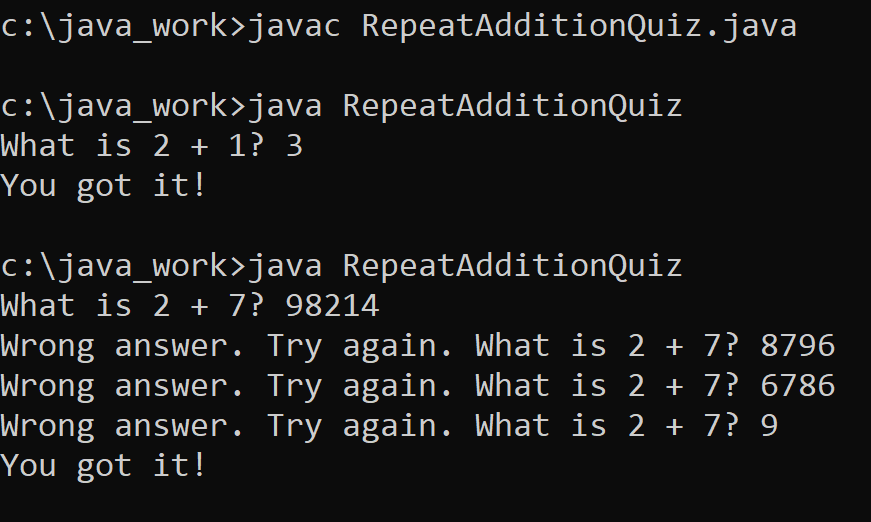 c:\java_work>javac RepeatAdditionQuiz.java
c:\java_work>java RepeatAdditionQuiz
What is 2 + 1? 3
You got it!
c:\java_work>java RepeatAdditionQuiz
What is 2 + 7? 98214
Wrong answer. Try again. What is 2 + 7? 8796
Wrong answer. Try again. What is 2 + 7? 6786
Wrong answer. Try again. What is 2 + 7? 9
You got it!